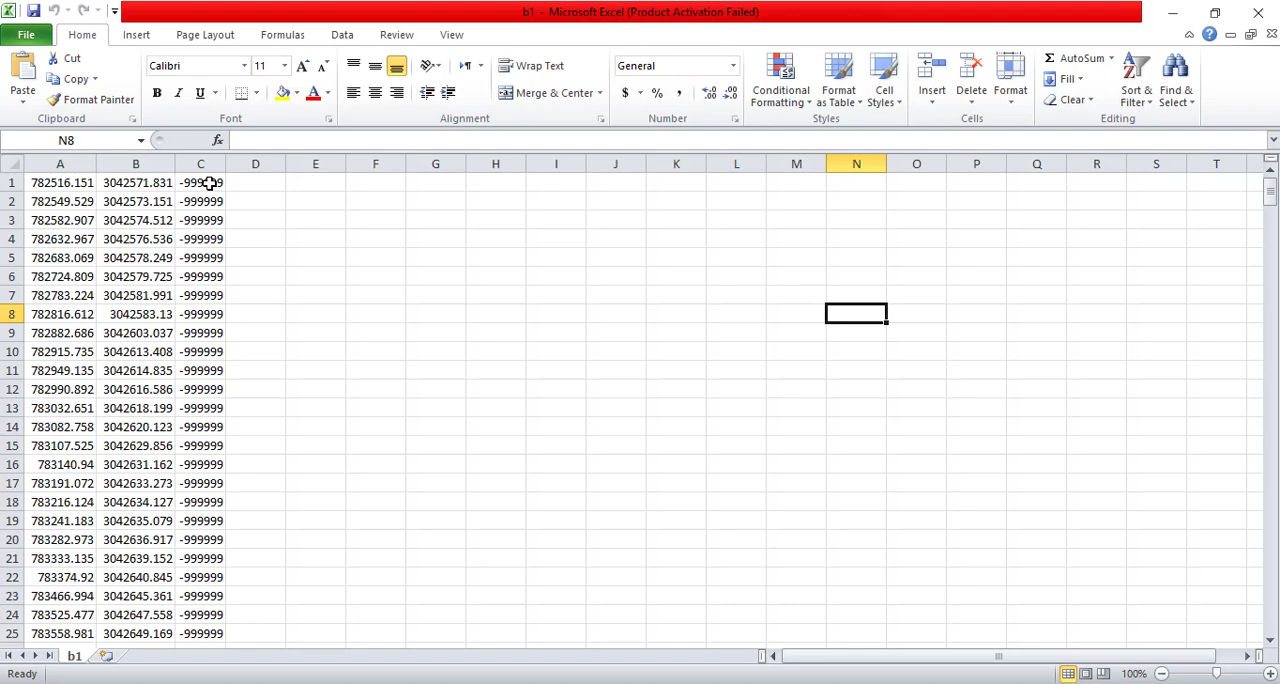 b1 - Microsoft Excel (Product Activation Failed)
File Home Insert Page Layout Formulas Data Review View
Paste
Cut
Copy
Format Painter
Calibri 11
B I U A
Wrap Text
Merge & Center
General
$ % ,
Conditional Formatting
Format as Table
Cell Styles
Insert Delete Format
Σ AutoSum
Fill
Clear
Sort & Filter
Find & Select
Clipboard Font Alignment Number Styles Cells Editing
N8 fx
A B C D E F G H I J K L M N O P Q R S T
1 782516.151 3042571.831
2 782549.529 3042573.151 -999999
3 782582.907 3042574.512 -999999
4 782632.967 3042576.536 -999999
5 782683.069 3042578.249 -999999
6 782724.809 3042579.725 -999999
7 782783.224 3042581.991 -999999
8 782816.612 3042583.13 -999999
9 782882.686 3042603.037 -999999
10 782915.735 3042613.408 -999999
11 782949.135 3042614.835 -999999
12 782990.892 3042616.586 -999999
13 783032.651 3042618.199 -999999
14 783082.758 3042620.123 -999999
15 783107.525 3042629.856 -999999
16 783140.94 3042631.162 -999999
17 783191.072 3042633.273 -999999
18 783216.124 3042634.127 -999999
19 783241.183 3042635.079 -999999
20 783282.973 3042636.917 -999999
21 783333.135 3042639.152 -999999
22 783374.92 3042640.845 -999999
23 783466.994 3042645.361 -999999
24 783525.477 3042647.558 -999999
25 783558.981 3042649.169 -999999
b1
Ready 100%